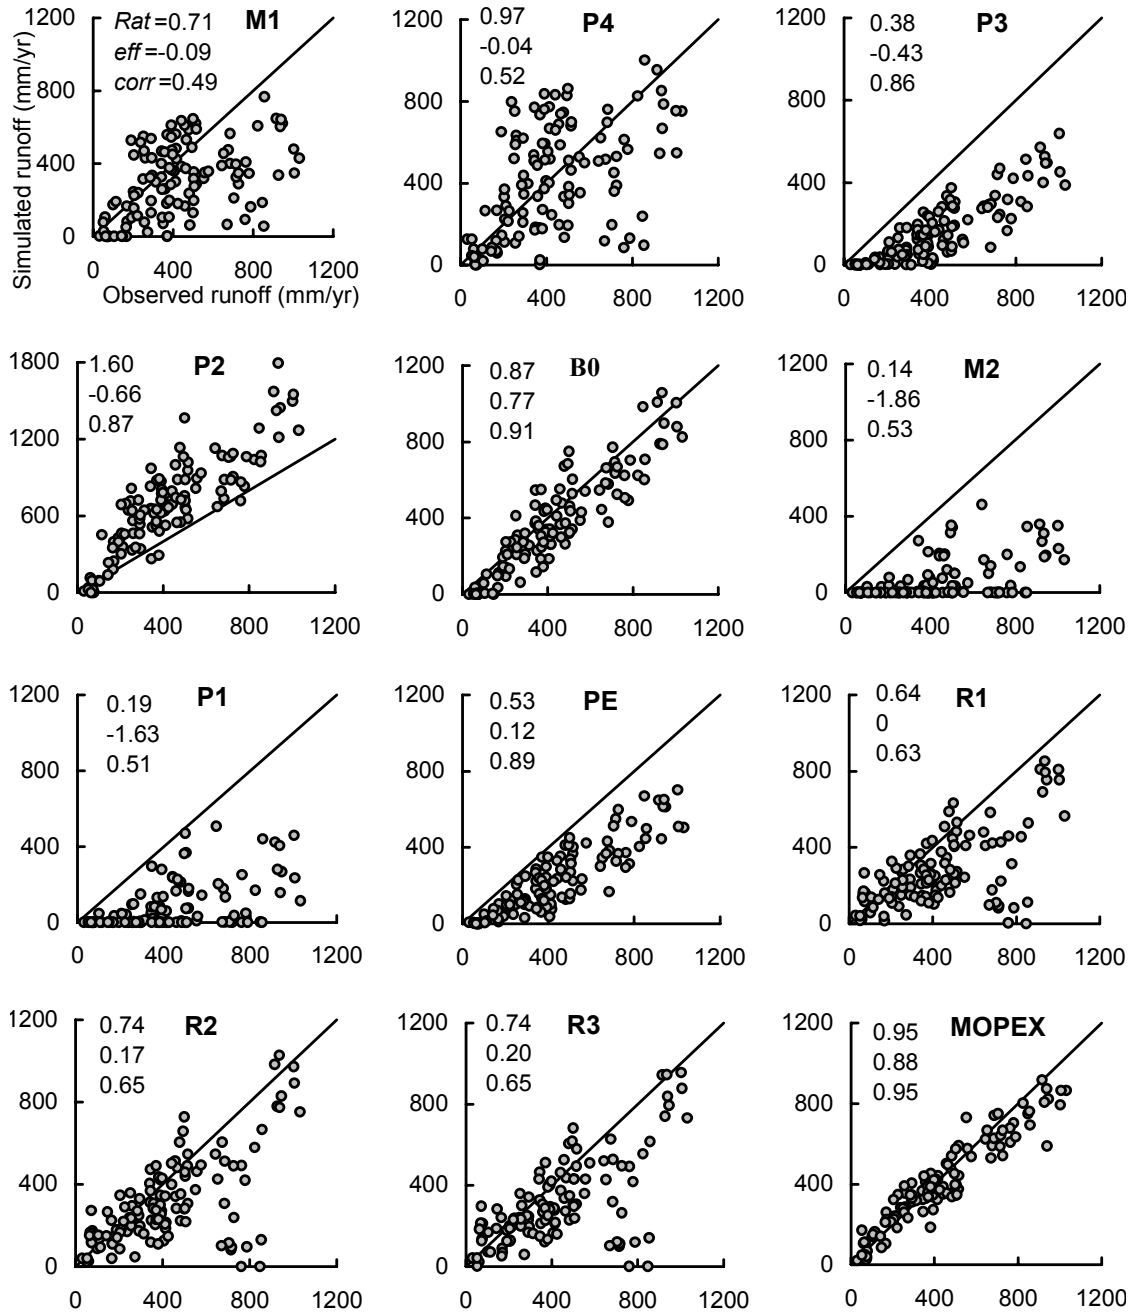 1200
Rat=0.71
M1
eff=-0.09
corr=0.49
800
400
0
0 400 800 1200
Simulated runoff (mm/yr)
Observed runoff (mm/yr)
1200
0.97
P4
-0.04
0.52
800
400
0
0 400 800 1200
1200
0.38
P3
-0.43
0.86
800
400
0
0 400 800 1200
1800
1.60
P2
-0.66
0.87
1200
600
0
0 400 800 1200
1200
0.87
B0
0.77
0.91
800
400
0
0 400 800 1200
1200
0.14
M2
-1.86
0.53
800
400
0
0 400 800 1200
1200
0.19
P1
-1.63
0.51
800
400
0
0 400 800 1200
1200
0.53
PE
0.12
0.89
800
400
0
0 400 800 1200
1200
0.64
R1
0
0.63
800
400
0
0 400 800 1200
1200
0.74
R2
0.17
0.65
800
400
0
0 400 800 1200
1200
0.74
R3
0.20
0.65
800
400
0
0 400 800 1200
1200
0.95
MOPEX
0.88
0.95
800
400
0
0 400 800 1200